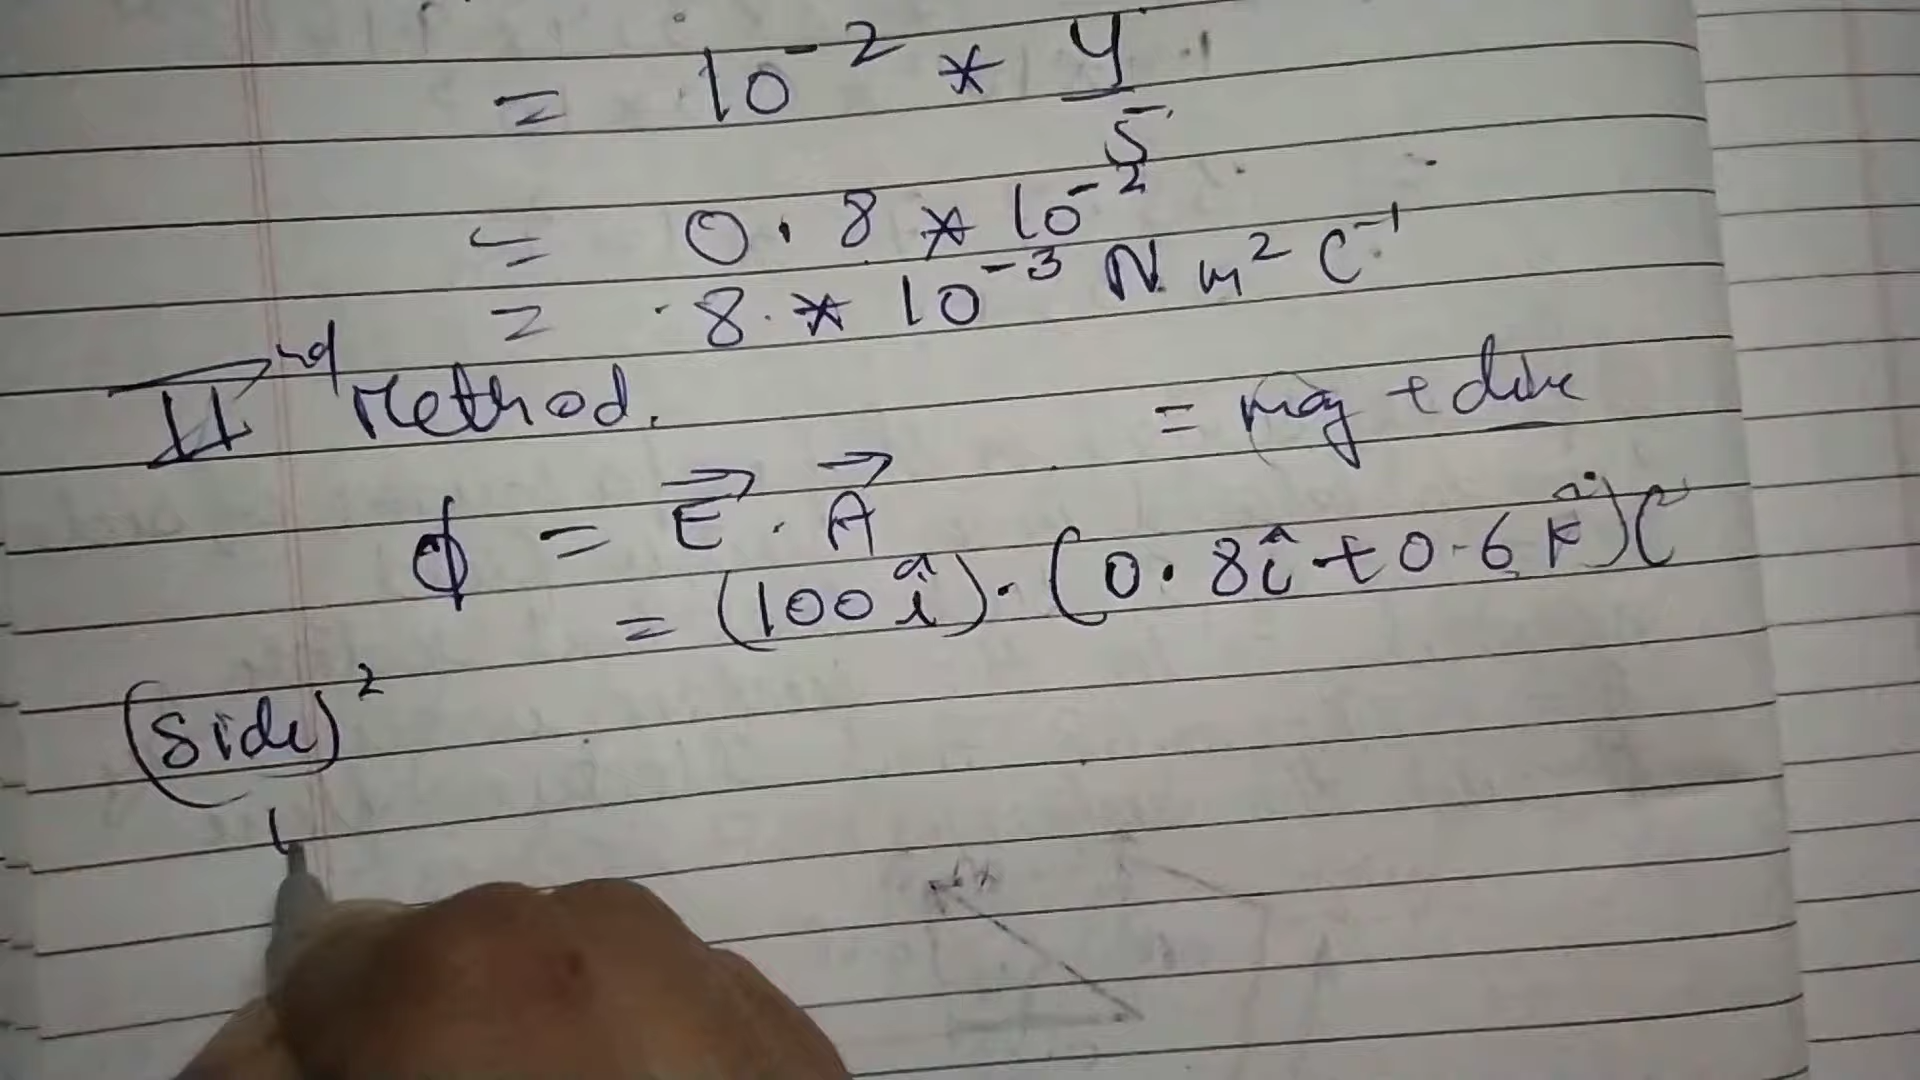 = 10⁻² * 4/5
= 0.8 * 10⁻²
= 8 * 10⁻³ N m² C⁻¹
IInd Method.
= mag + dire
ϕ = E⃗ . A⃗
= (100 î) . (0.8 î + 0.6 k̂) (
(Side)²